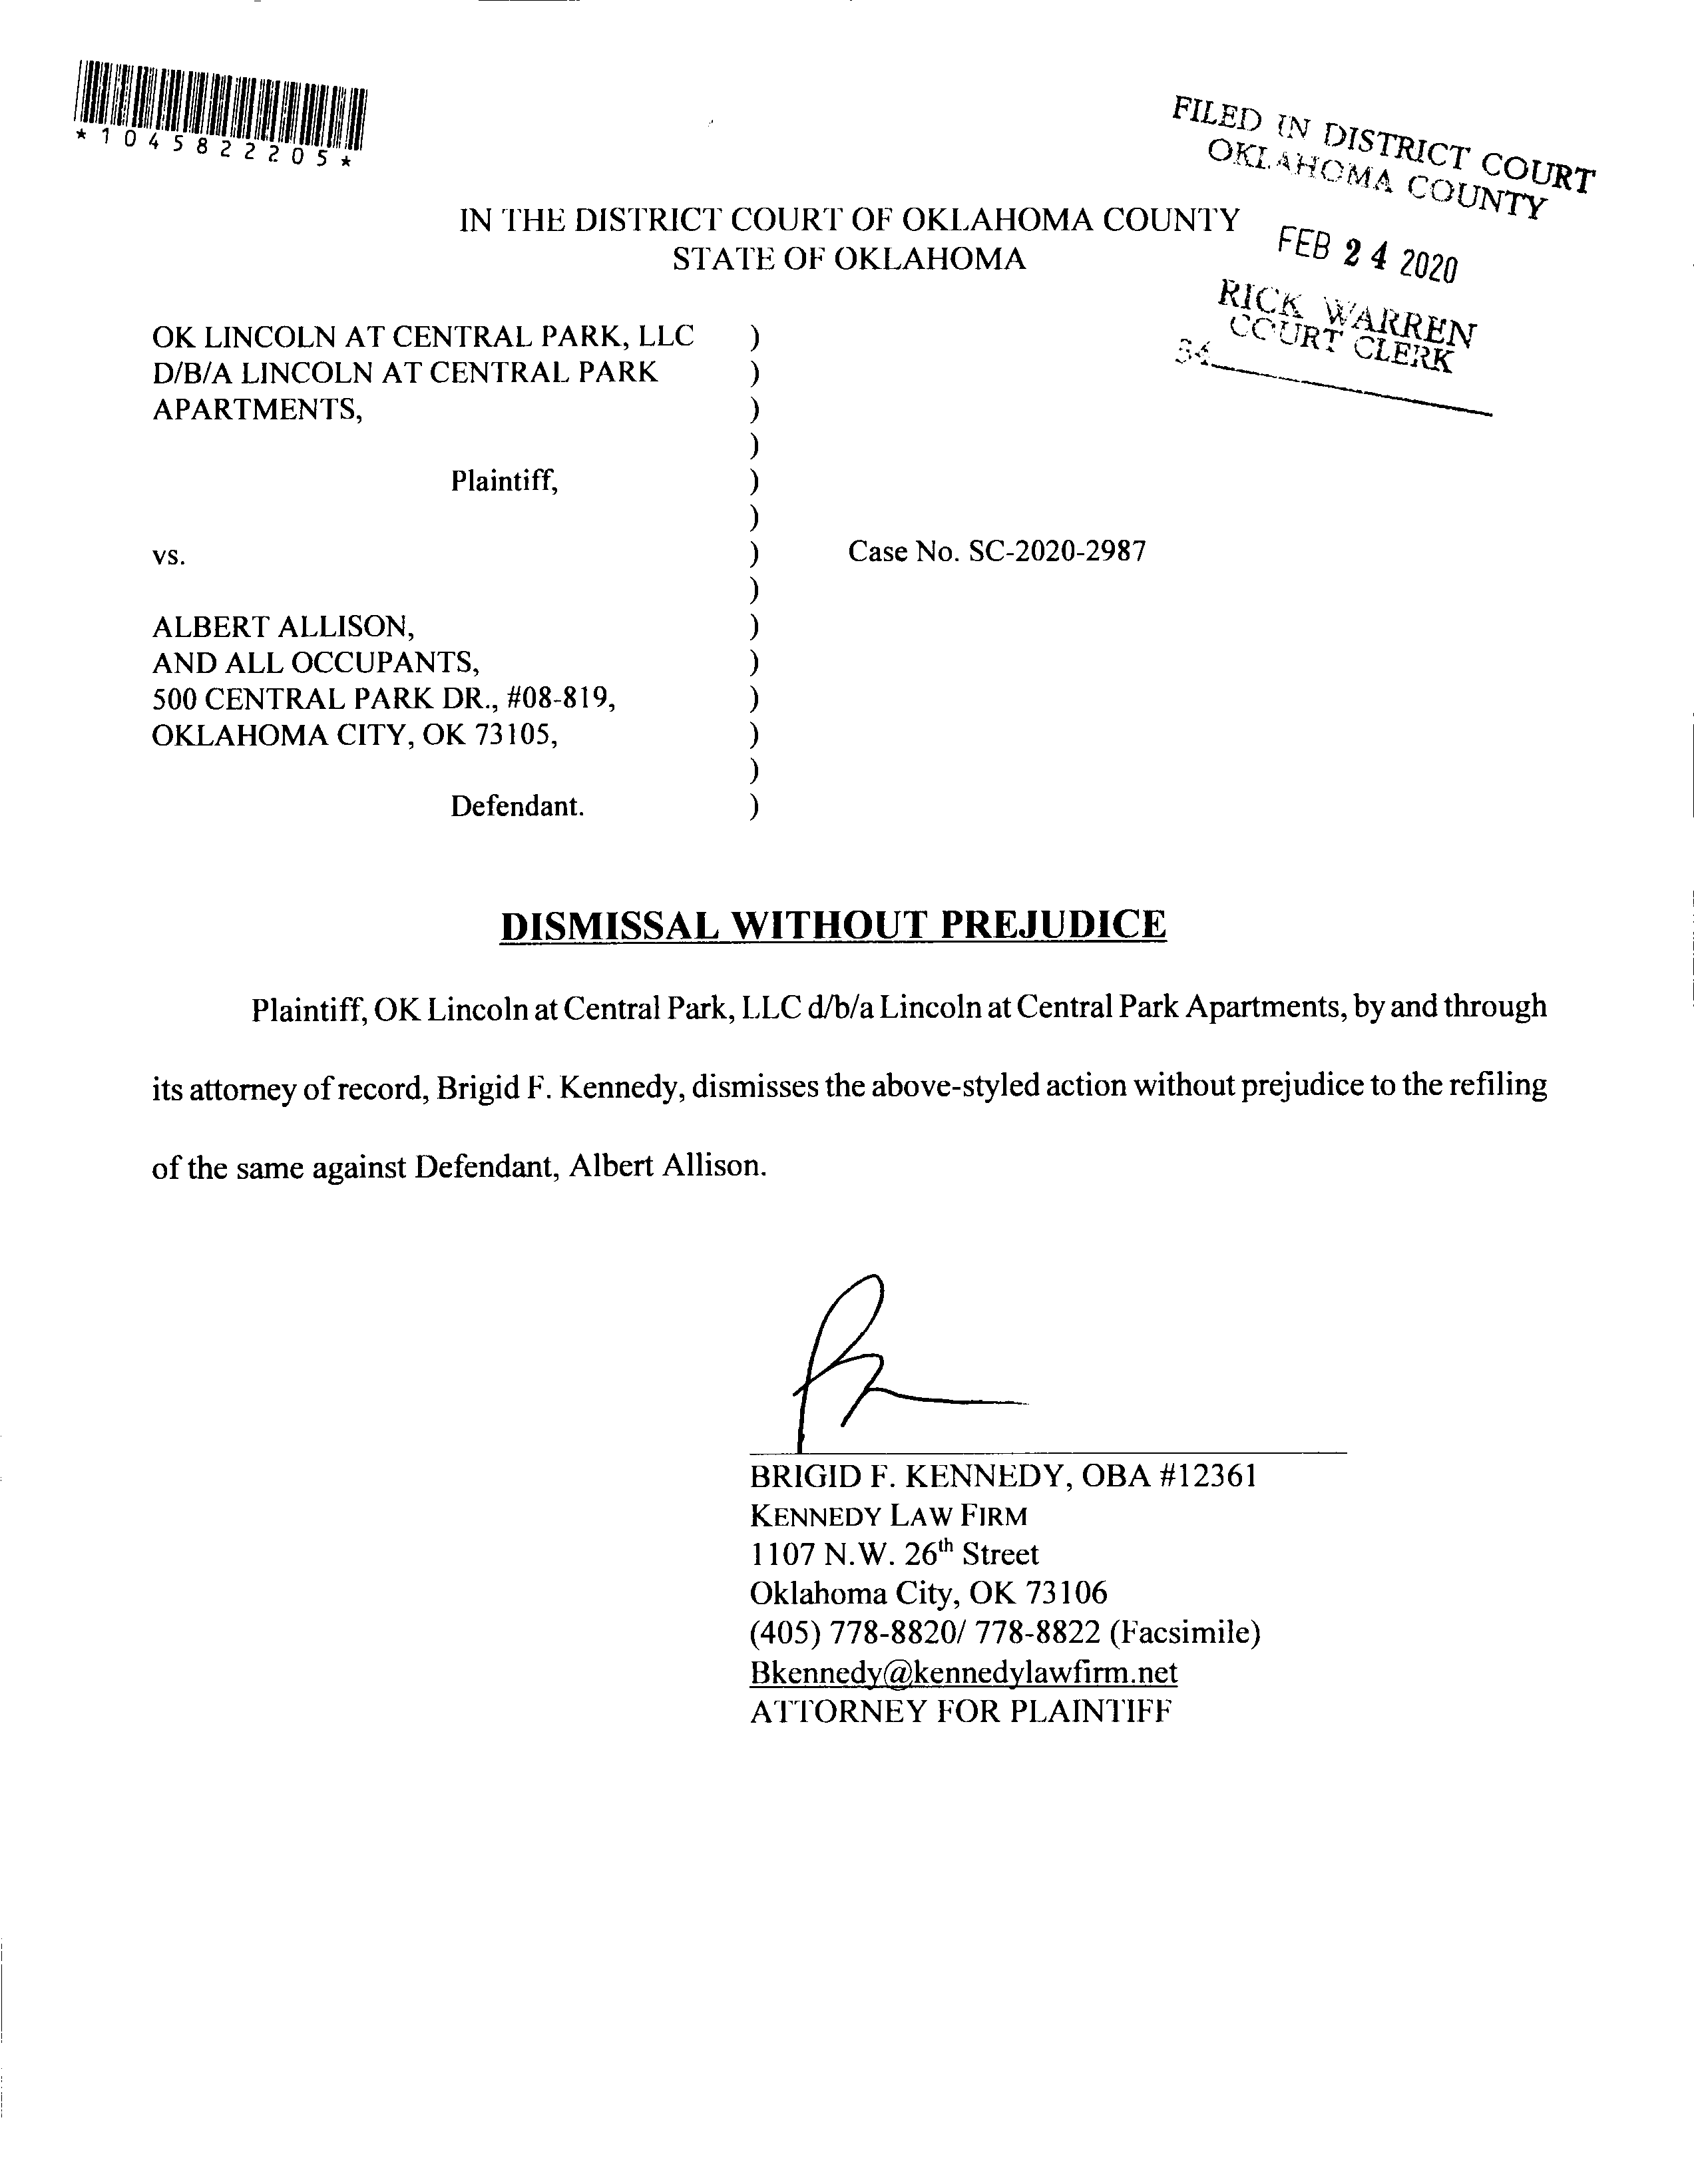 *1045822205*
FILED IN DISTRICT COURT
OKLAHOMA COUNTY
FEB 24 2020
RICK WARREN
COURT CLERK
34
IN THE DISTRICT COURT OF OKLAHOMA COUNTY
STATE OF OKLAHOMA
OK LINCOLN AT CENTRAL PARK, LLC )
D/B/A LINCOLN AT CENTRAL PARK )
APARTMENTS, )
)
Plaintiff, )
)
vs. ) Case No. SC-2020-2987
)
ALBERT ALLISON, )
AND ALL OCCUPANTS, )
500 CENTRAL PARK DR., #08-819, )
OKLAHOMA CITY, OK 73105, )
)
Defendant. )
DISMISSAL WITHOUT PREJUDICE
Plaintiff, OK Lincoln at Central Park, LLC d/b/a Lincoln at Central Park Apartments, by and through
its attorney of record, Brigid F. Kennedy, dismisses the above-styled action without prejudice to the refiling
of the same against Defendant, Albert Allison.
BRIGID F. KENNEDY, OBA #12361
KENNEDY LAW FIRM
1107 N.W. 26th Street
Oklahoma City, OK 73106
(405) 778-8820/ 778-8822 (Facsimile)
Bkennedy@kennedylawfirm.net
ATTORNEY FOR PLAINTIFF